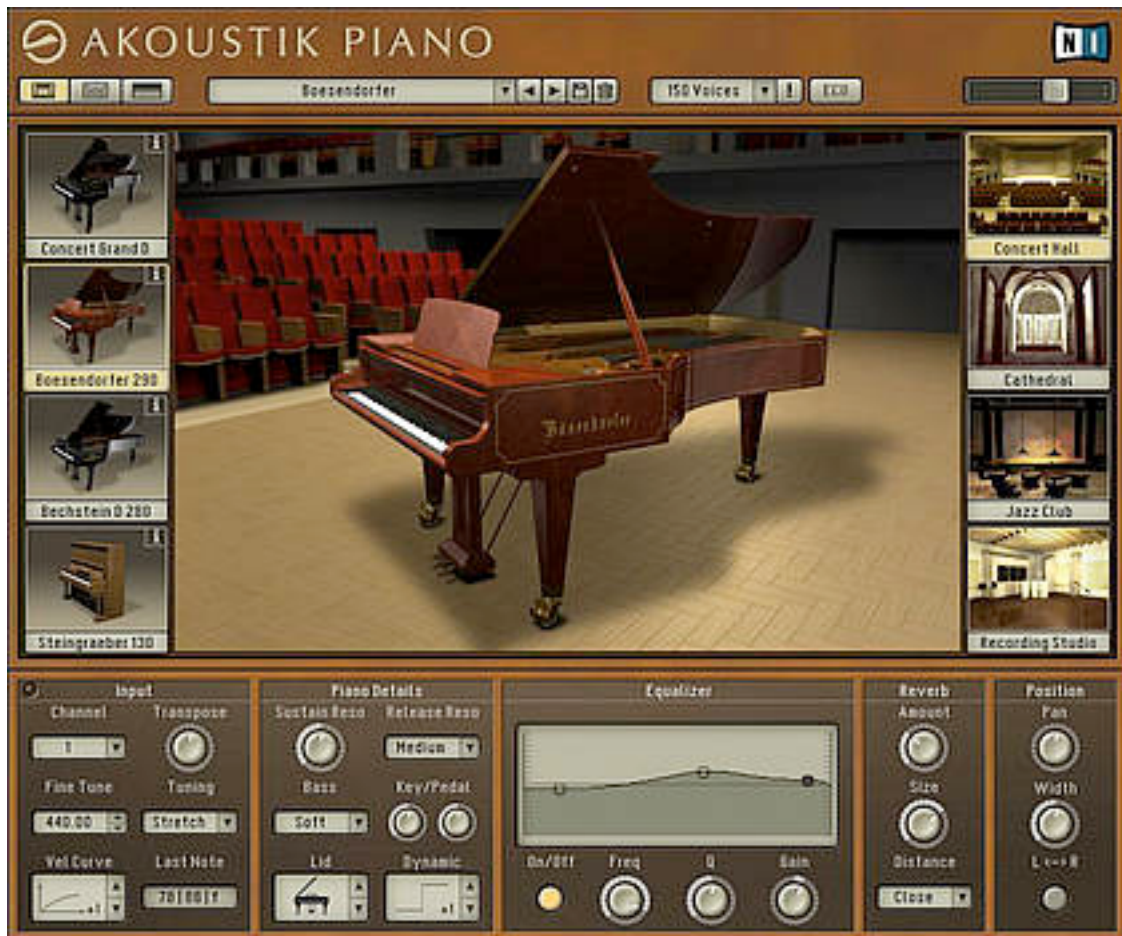 AKOUSTIK PIANO
NI
Boesendorfer
150 Voices
Concert Grand D
Boesendorfer 290
Bechstein D 280
Steingraeber 130
Bösendorfer
Concert Hall
Cathedral
Jazz Club
Recording Studio
Input
Channel Transpose
1
Fine Tune Tuning
440.00 Stretch
Vel Curve Last Note
+1
Piano Details
Sustain Reso Release Reso
Medium
Bass Key/Pedal
Soft
Lid Dynamic
+1
Equalizer
On/Off Freq Q Gain
Reverb
Amount
Size
Distance
Close
Position
Pan
Width
L <-> R